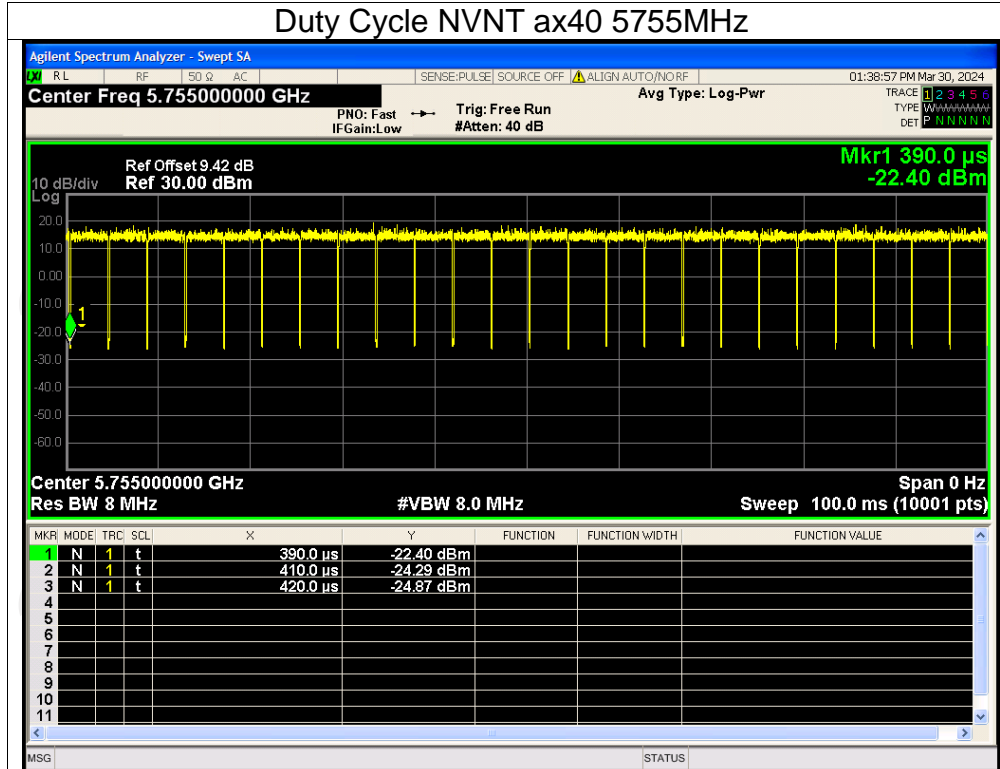 Duty Cycle NVNT ax40 5755MHz
Agilent Spectrum Analyzer - Swept SA
LXI RL RF 50 Ω AC SENSE:PULSE SOURCE OFF ALIGN AUTO/NO RF 01:38:57 PM Mar 30, 2024
Center Freq 5.755000000 GHz
PNO: Fast
IFGain:Low
Trig: Free Run
#Atten: 40 dB
Avg Type: Log-Pwr
TRACE 1 2 3 4 5 6
TYPE WWWWWW
DET P N N N N N
Mkr1 390.0 µs
-22.40 dBm
Ref Offset 9.42 dB
Ref 30.00 dBm
10 dB/div
Log
20.0
10.0
0.00
-10.0
-20.0
-30.0
-40.0
-50.0
-60.0
1
Center 5.755000000 GHz Span 0 Hz
Res BW 8 MHz #VBW 8.0 MHz Sweep 100.0 ms (10001 pts)
MKR MODE TRC SCL X Y FUNCTION FUNCTION WIDTH FUNCTION VALUE
1 N 1 t 390.0 µs -22.40 dBm
2 N 1 t 410.0 µs -24.29 dBm
3 N 1 t 420.0 µs -24.87 dBm
4
5
6
7
8
9
10
11
MSG STATUS